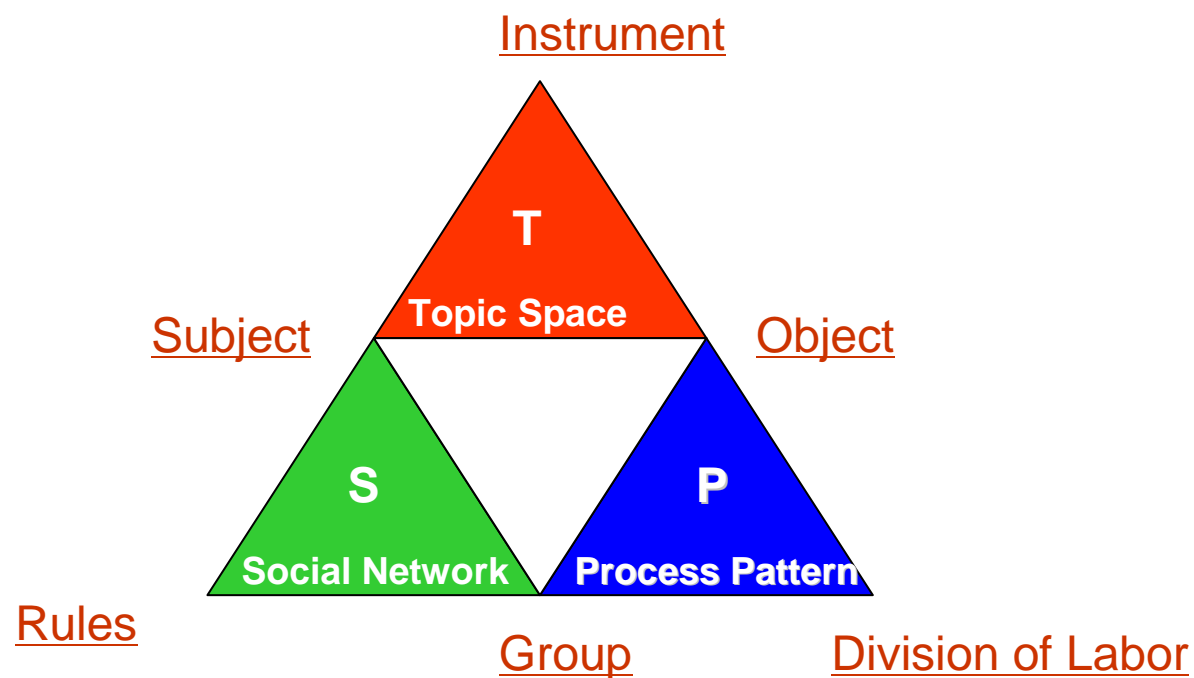 Instrument
T
Topic Space
Subject
Object
S
P
Social Network
Process Pattern
Rules
Group
Division of Labor